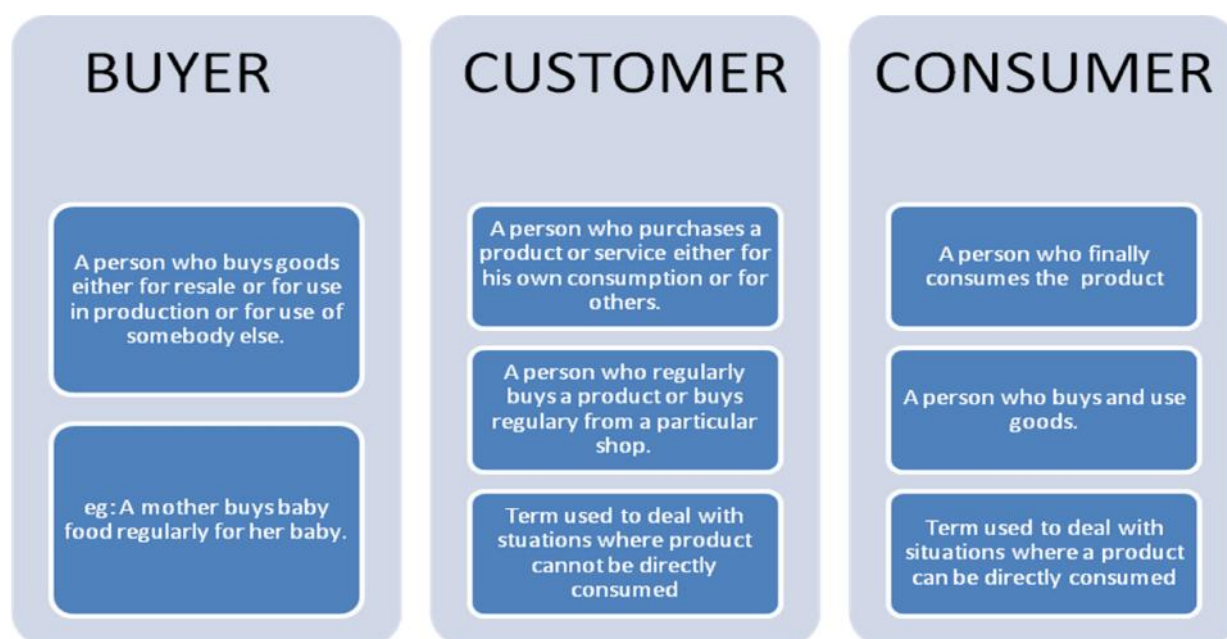 BUYER
A person who buys goods
either for resale or for use
in production or for use of
somebody else.
eg: A mother buys baby
food regularly for her baby.
CUSTOMER
A person who purchases a
product or service either for
his own consumption or for
others.
A person who regularly
buys a product or buys
regulary from a particular
shop.
Term used to deal with
stuations where product
cannot be directly
consumed
CONSUMER
A person who finally
consumes the product
A person who buys and use
goods.
Term used to deal with
situations where a product
can be directly consumed